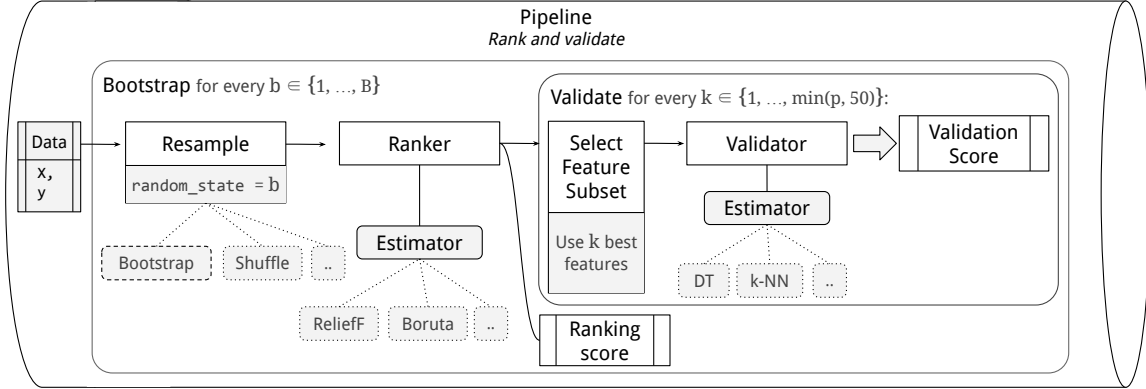 Pipeline
Rank and validate
Bootstrap for every b ∈ {1, ..., B}
Validate for every k ∈ {1, ..., min(p, 50)}:
Data
x,
y
Resample
random_state = b
Bootstrap
Shuffle
..
Ranker
Estimator
ReliefF
Boruta
..
Select
Feature
Subset
Use k best
features
Validator
Estimator
DT
k-NN
..
Validation
Score
Ranking
score